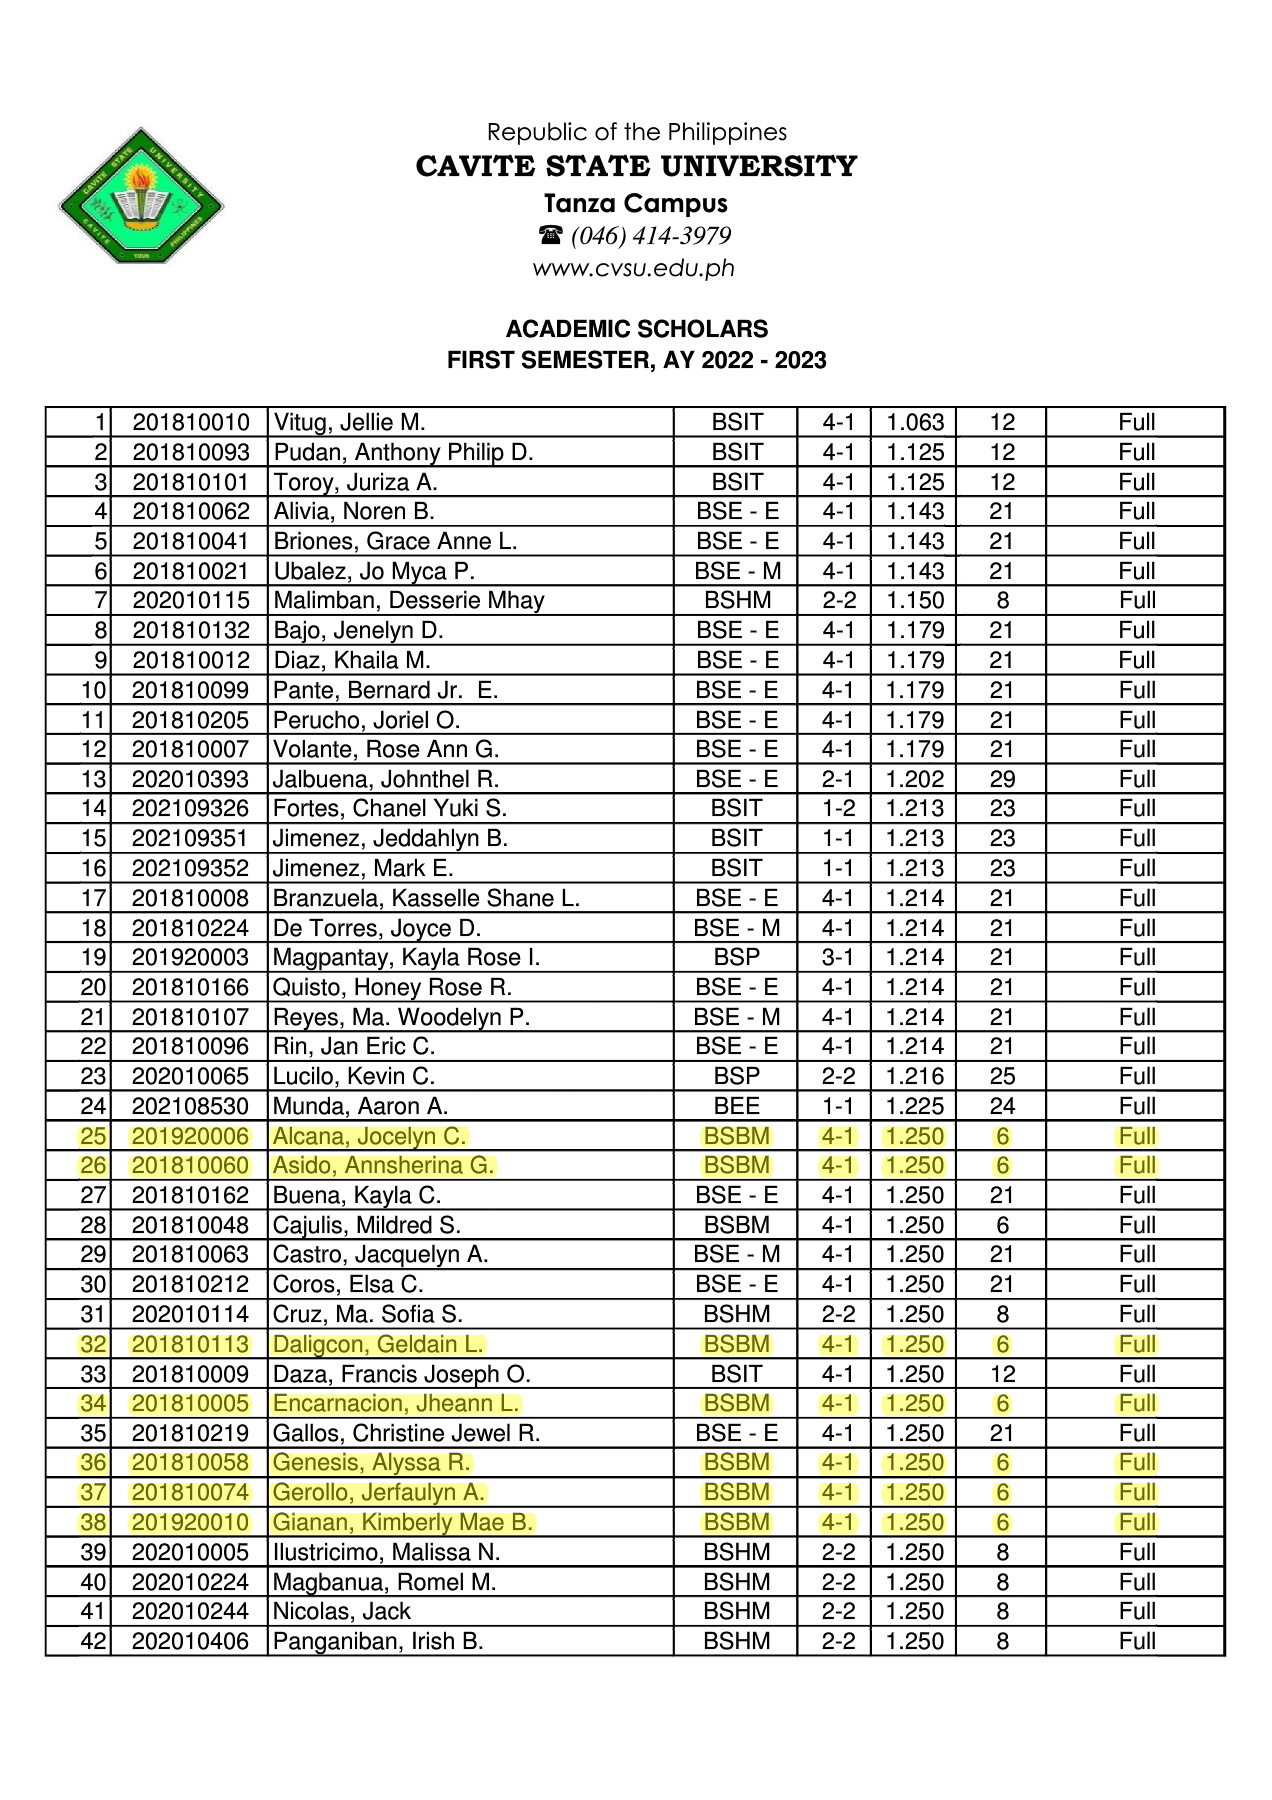 CAVITE STATE UNIVERSITY
CAVITE PHILIPPINES
1906
Republic of the Philippines
CAVITE STATE UNIVERSITY
Tanza Campus
☎ (046) 414-3979
www.cvsu.edu.ph
ACADEMIC SCHOLARS
FIRST SEMESTER, AY 2022 - 2023
1 201810010 Vitug, Jellie M. BSIT 4-1 1.063 12 Full
2 201810093 Pudan, Anthony Philip D. BSIT 4-1 1.125 12 Full
3 201810101 Toroy, Juriza A. BSIT 4-1 1.125 12 Full
4 201810062 Alivia, Noren B. BSE - E 4-1 1.143 21 Full
5 201810041 Briones, Grace Anne L. BSE - E 4-1 1.143 21 Full
6 201810021 Ubalez, Jo Myca P. BSE - M 4-1 1.143 21 Full
7 202010115 Malimban, Desserie Mhay BSHM 2-2 1.150 8 Full
8 201810132 Bajo, Jenelyn D. BSE - E 4-1 1.179 21 Full
9 201810012 Diaz, Khaila M. BSE - E 4-1 1.179 21 Full
10 201810099 Pante, Bernard Jr. E. BSE - E 4-1 1.179 21 Full
11 201810205 Perucho, Joriel O. BSE - E 4-1 1.179 21 Full
12 201810007 Volante, Rose Ann G. BSE - E 4-1 1.179 21 Full
13 202010393 Jalbuena, Johnthel R. BSE - E 2-1 1.202 29 Full
14 202109326 Fortes, Chanel Yuki S. BSIT 1-2 1.213 23 Full
15 202109351 Jimenez, Jeddahlyn B. BSIT 1-1 1.213 23 Full
16 202109352 Jimenez, Mark E. BSIT 1-1 1.213 23 Full
17 201810008 Branzuela, Kasselle Shane L. BSE - E 4-1 1.214 21 Full
18 201810224 De Torres, Joyce D. BSE - M 4-1 1.214 21 Full
19 201920003 Magpantay, Kayla Rose I. BSP 3-1 1.214 21 Full
20 201810166 Quisto, Honey Rose R. BSE - E 4-1 1.214 21 Full
21 201810107 Reyes, Ma. Woodelyn P. BSE - M 4-1 1.214 21 Full
22 201810096 Rin, Jan Eric C. BSE - E 4-1 1.214 21 Full
23 202010065 Lucilo, Kevin C. BSP 2-2 1.216 25 Full
24 202108530 Munda, Aaron A. BEE 1-1 1.225 24 Full
25 201920006 Alcana, Jocelyn C. BSBM 4-1 1.250 6 Full
26 201810060 Asido, Annsherina G. BSBM 4-1 1.250 6 Full
27 201810162 Buena, Kayla C. BSE - E 4-1 1.250 21 Full
28 201810048 Cajulis, Mildred S. BSBM 4-1 1.250 6 Full
29 201810063 Castro, Jacquelyn A. BSE - M 4-1 1.250 21 Full
30 201810212 Coros, Elsa C. BSE - E 4-1 1.250 21 Full
31 202010114 Cruz, Ma. Sofia S. BSHM 2-2 1.250 8 Full
32 201810113 Daligcon, Geldain L. BSBM 4-1 1.250 6 Full
33 201810009 Daza, Francis Joseph O. BSIT 4-1 1.250 12 Full
34 201810005 Encarnacion, Jheann L. BSBM 4-1 1.250 6 Full
35 201810219 Gallos, Christine Jewel R. BSE - E 4-1 1.250 21 Full
36 201810058 Genesis, Alyssa R. BSBM 4-1 1.250 6 Full
37 201810074 Gerollo, Jerfaulyn A. BSBM 4-1 1.250 6 Full
38 201920010 Gianan, Kimberly Mae B. BSBM 4-1 1.250 6 Full
39 202010005 Ilustricimo, Malissa N. BSHM 2-2 1.250 8 Full
40 202010224 Magbanua, Romel M. BSHM 2-2 1.250 8 Full
41 202010244 Nicolas, Jack BSHM 2-2 1.250 8 Full
42 202010406 Panganiban, Irish B. BSHM 2-2 1.250 8 Full